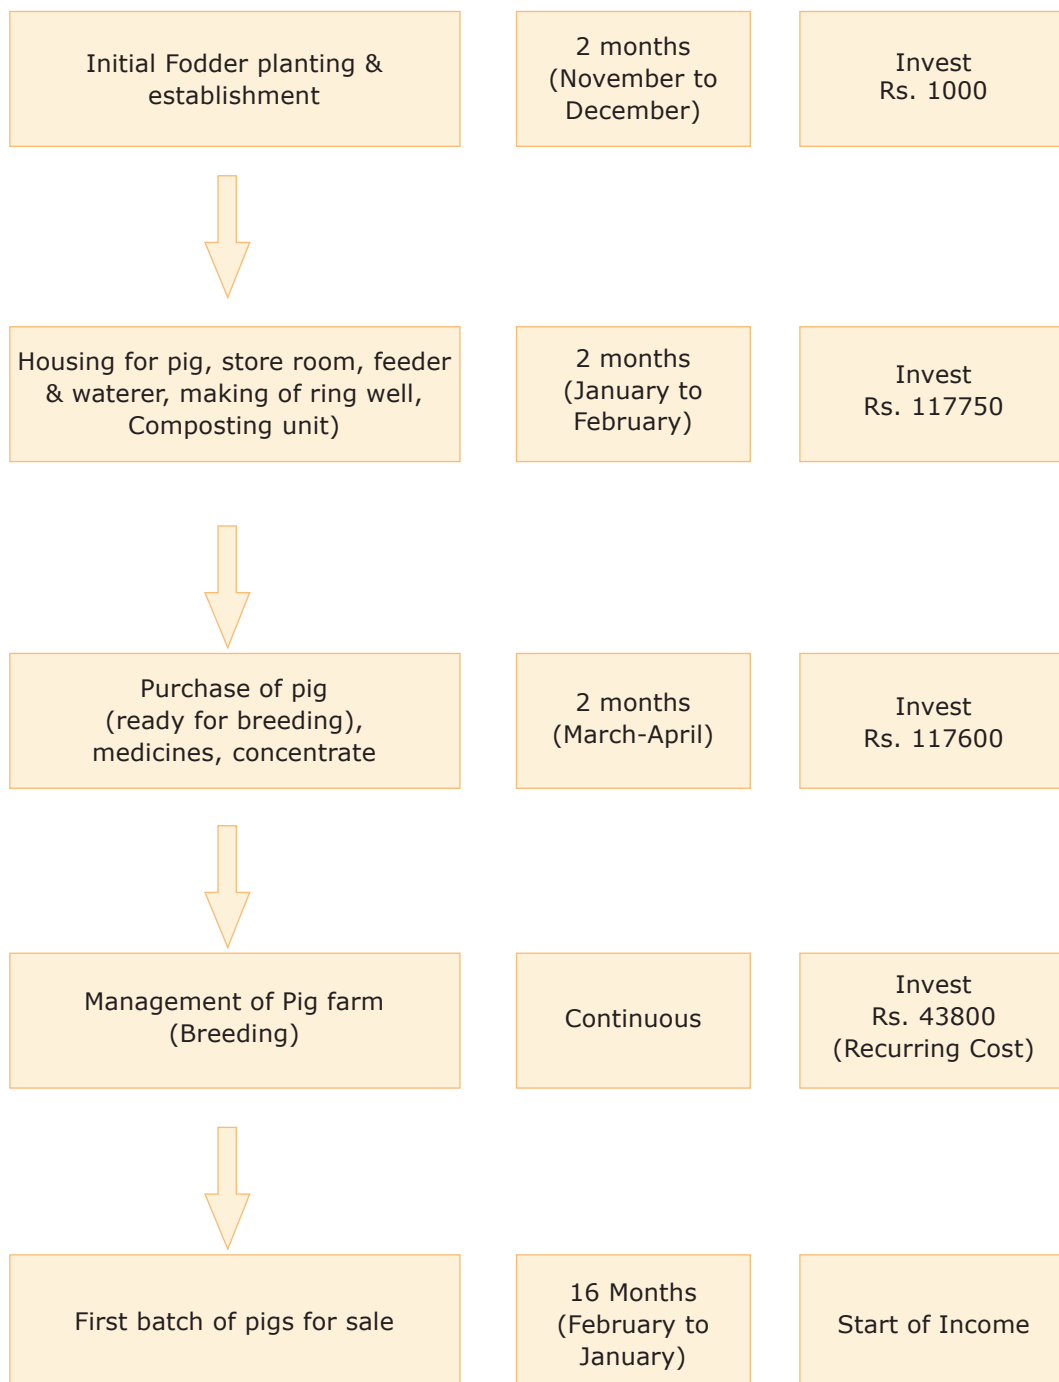 Initial Fodder planting &
establishment
2 months
(November to
December)
Invest
Rs. 1000
Housing for pig, store room, feeder
& waterer, making of ring well,
Composting unit)
2 months
(January to
February)
Invest
Rs. 117750
Purchase of pig
(ready for breeding),
medicines, concentrate
2 months
(March-April)
Invest
Rs. 117600
Management of Pig farm
(Breeding)
Continuous
Invest
Rs. 43800
(Recurring Cost)
First batch of pigs for sale
16 Months
(February to
January)
Start of Income